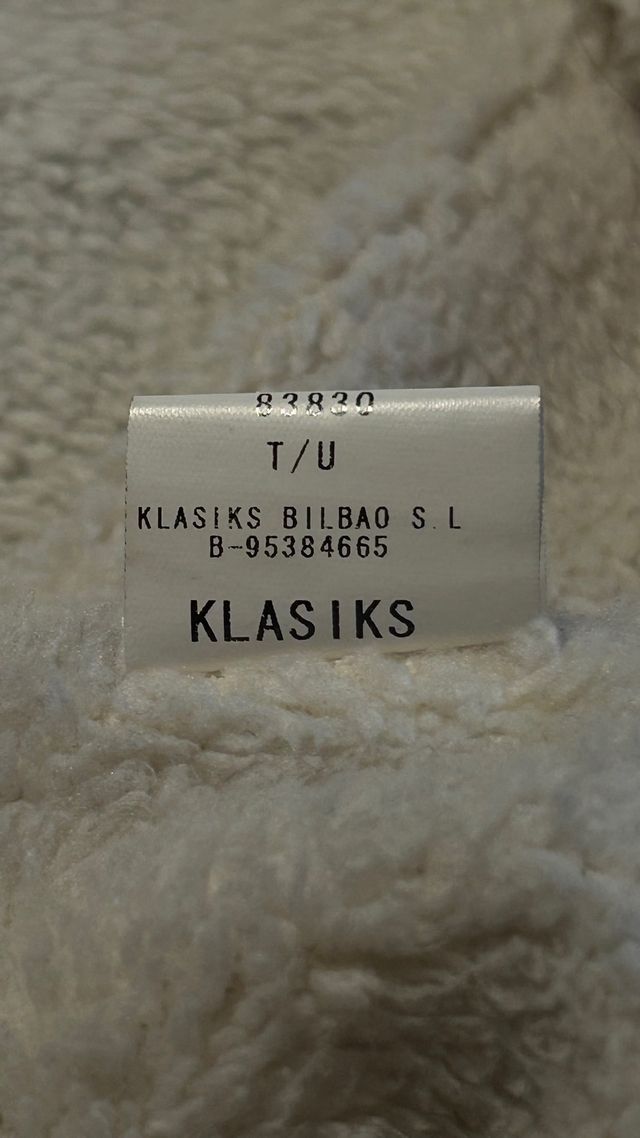 83830
T/U
KLASIKS BILBAO S.L
B-95384665
KLASIKS